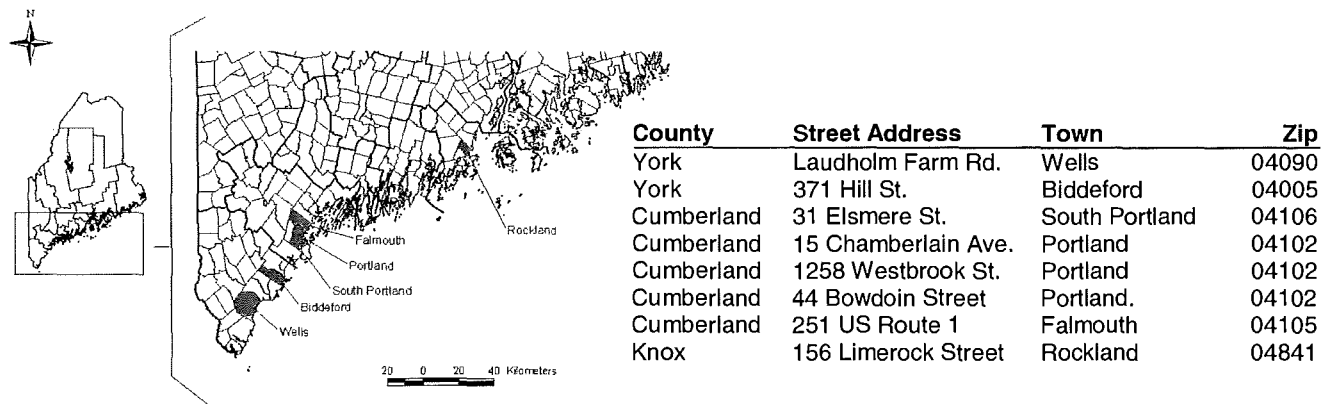 N
Falmouth
Portland
South Portland
Biddeford
Wells
Rockland
20 0 20 40 Kilometers
County Street Address Town Zip
York Laudholm Farm Rd. Wells 04090
York 371 Hill St. Biddeford 04005
Cumberland 31 Elsmere St. South Portland 04106
Cumberland 15 Chamberlain Ave. Portland 04102
Cumberland 1258 Westbrook St. Portland 04102
Cumberland 44 Bowdoin Street Portland. 04102
Cumberland 251 US Route 1 Falmouth 04105
Knox 156 Limerock Street Rockland 04841